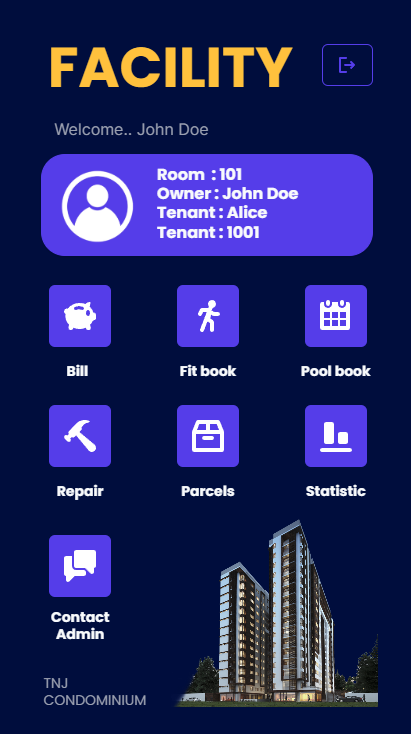 FACILITY
Welcome.. John Doe
Room : 101
Owner : John Doe
Tenant : Alice
Tenant : 1001
Bill
Fit book
Pool book
Repair
Parcels
Statistic
Contact
Admin
TNJ
CONDOMINIUM